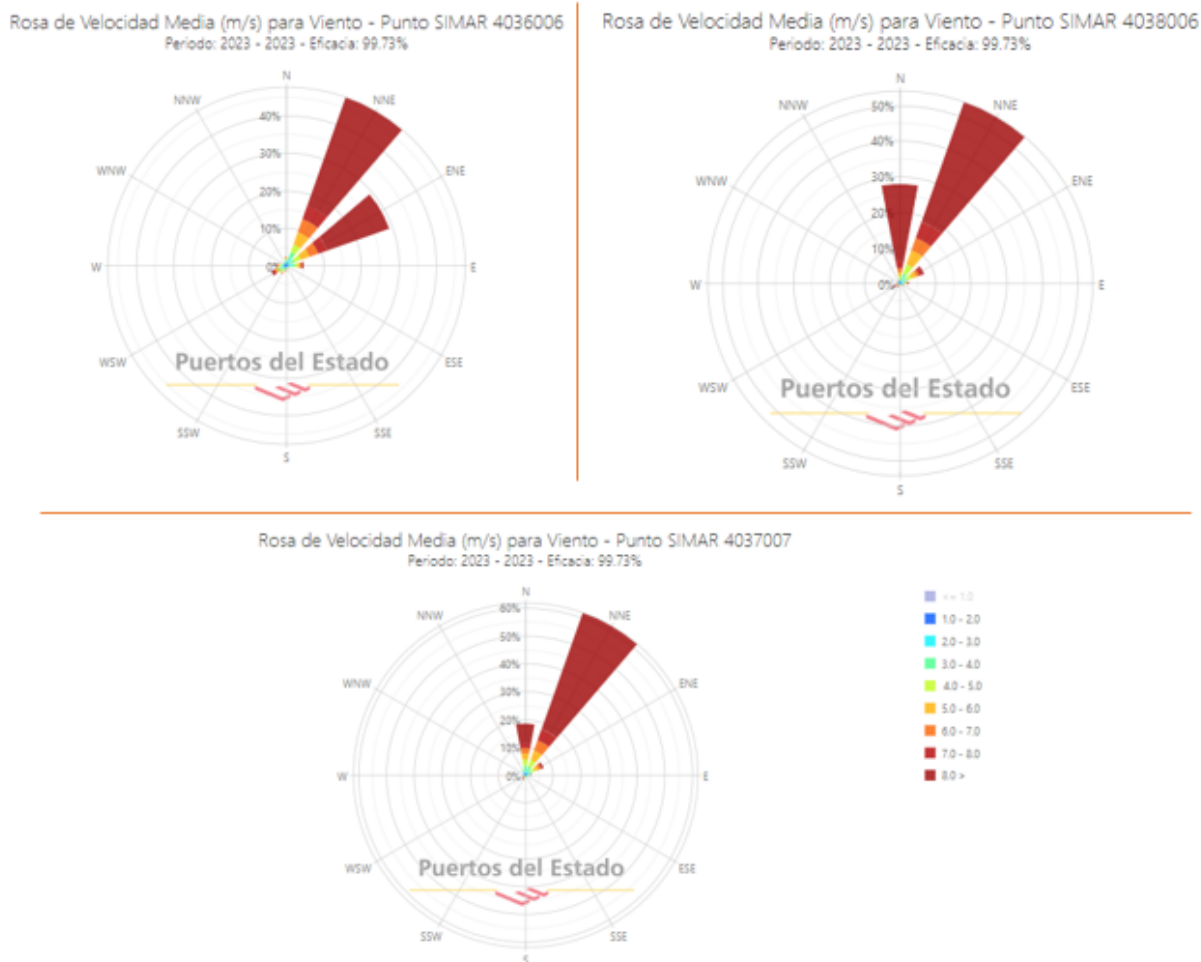 Rosa de Velocidad Media (m/s) para Viento - Punto SIMAR 4036006
Periodo: 2023 - 2023 - Eficacia: 99.73%
N
NNW
NNE
40%
30%
WNW
ENE
20%
10%
W
0%
E
WSW
ESE
Puertos del Estado
SSW
SSE
S
Rosa de Velocidad Media (m/s) para Viento - Punto SIMAR 4038006
Periodo: 2023 - 2023 - Eficacia: 99.73%
N
NNW
NNE
50%
40%
30%
WNW
ENE
20%
10%
W
0%
E
WSW
ESE
Puertos del Estado
SSW
SSE
S
Rosa de Velocidad Media (m/s) para Viento - Punto SIMAR 4037007
Periodo: 2023 - 2023 - Eficacia: 99.73%
N
NNW
NNE
60%
50%
40%
WNW
ENE
30%
20%
10%
W
0%
E
WSW
ESE
Puertos del Estado
SSW
SSE
S
<= 1.0
1.0 - 2.0
2.0 - 3.0
3.0 - 4.0
4.0 - 5.0
5.0 - 6.0
6.0 - 7.0
7.0 - 8.0
8.0 >